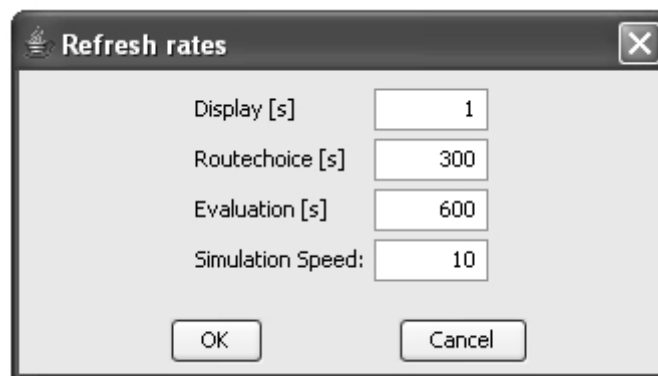 Refresh rates
Display [s] 1
Routechoice [s] 300
Evaluation [s] 600
Simulation Speed: 10
OK Cancel